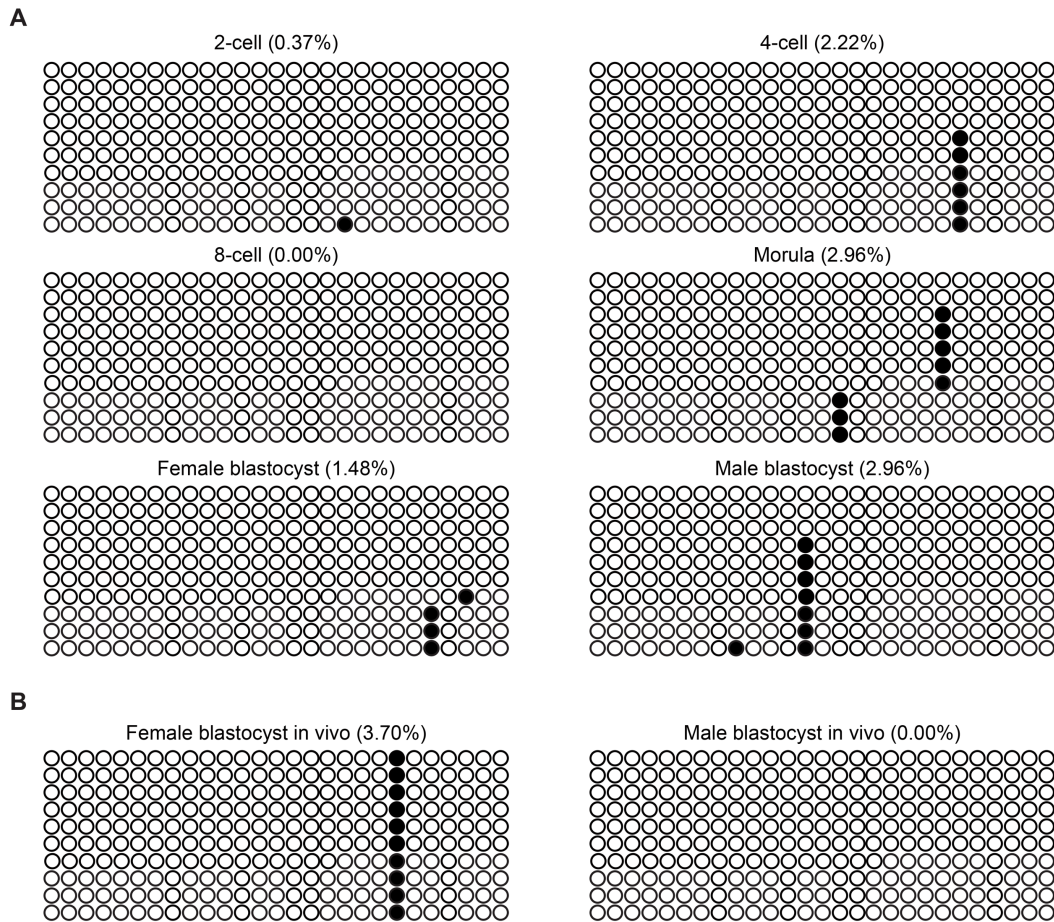 A
2-cell (0.37%)
4-cell (2.22%)
8-cell (0.00%)
Morula (2.96%)
Female blastocyst (1.48%)
Male blastocyst (2.96%)
B
Female blastocyst in vivo (3.70%)
Male blastocyst in vivo (0.00%)